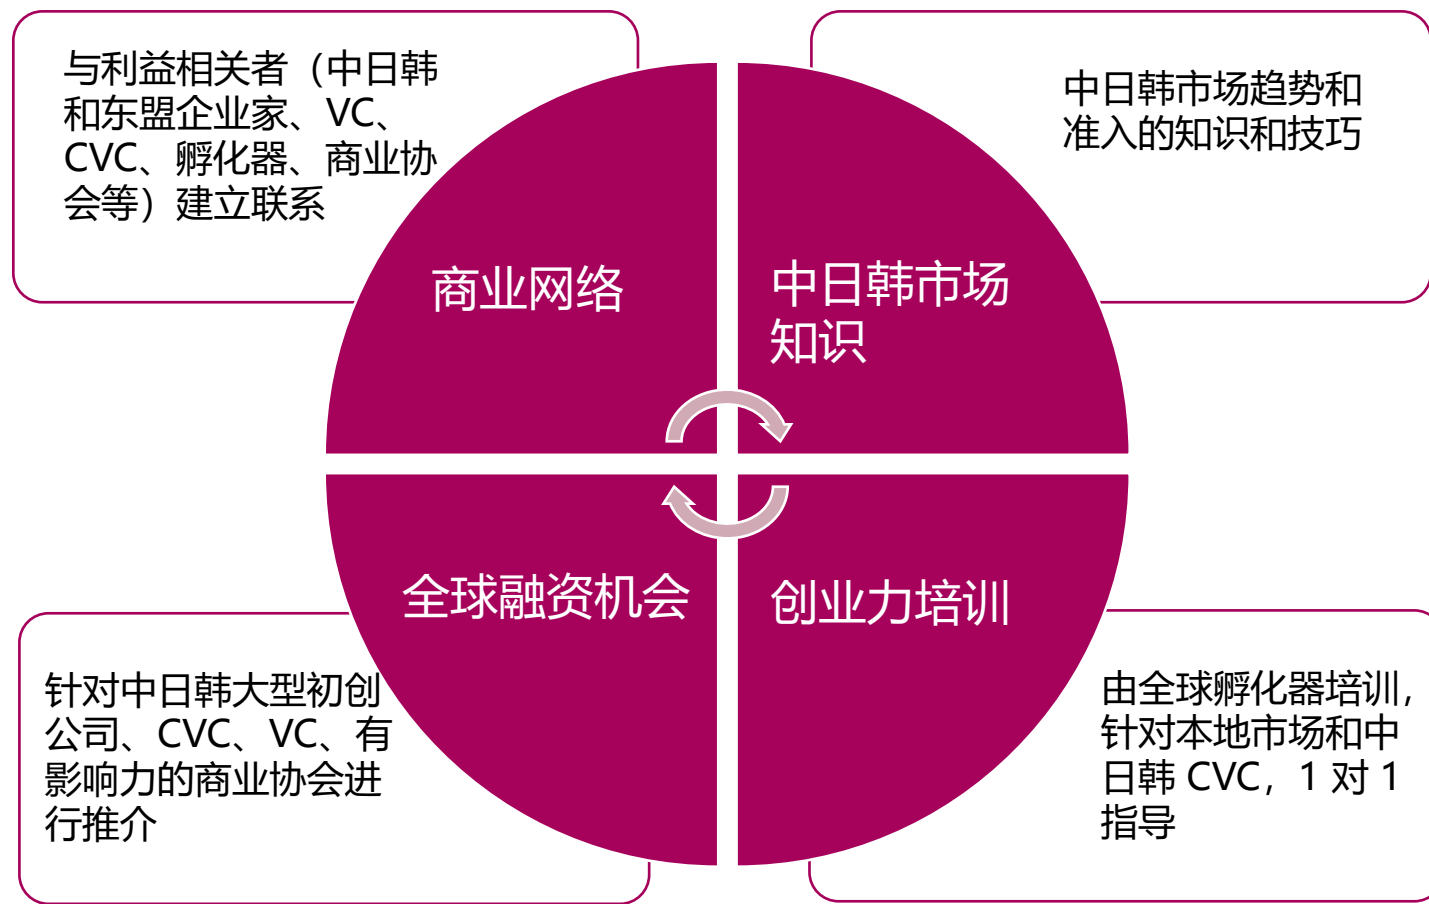 与利益相关者（中日韩
和东盟企业家、VC、
CVC、孵化器、商业协
会等）建立联系
中日韩市场趋势和
准入的知识和技巧
商业网络
中日韩市场
知识
全球融资机会
创业力培训
针对中日韩大型初创
公司、CVC、VC、有
影响力的商业协会进
行推介
由全球孵化器培训，
针对本地市场和中
日韩 CVC，1 对 1
指导